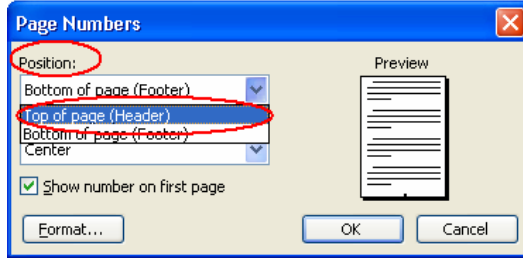 Page Numbers
Position:
Preview
Bottom of page (Footer)
Top of page (Header)
Bottom of page (Footer)
Center
Show number on first page
Format...
OK
Cancel